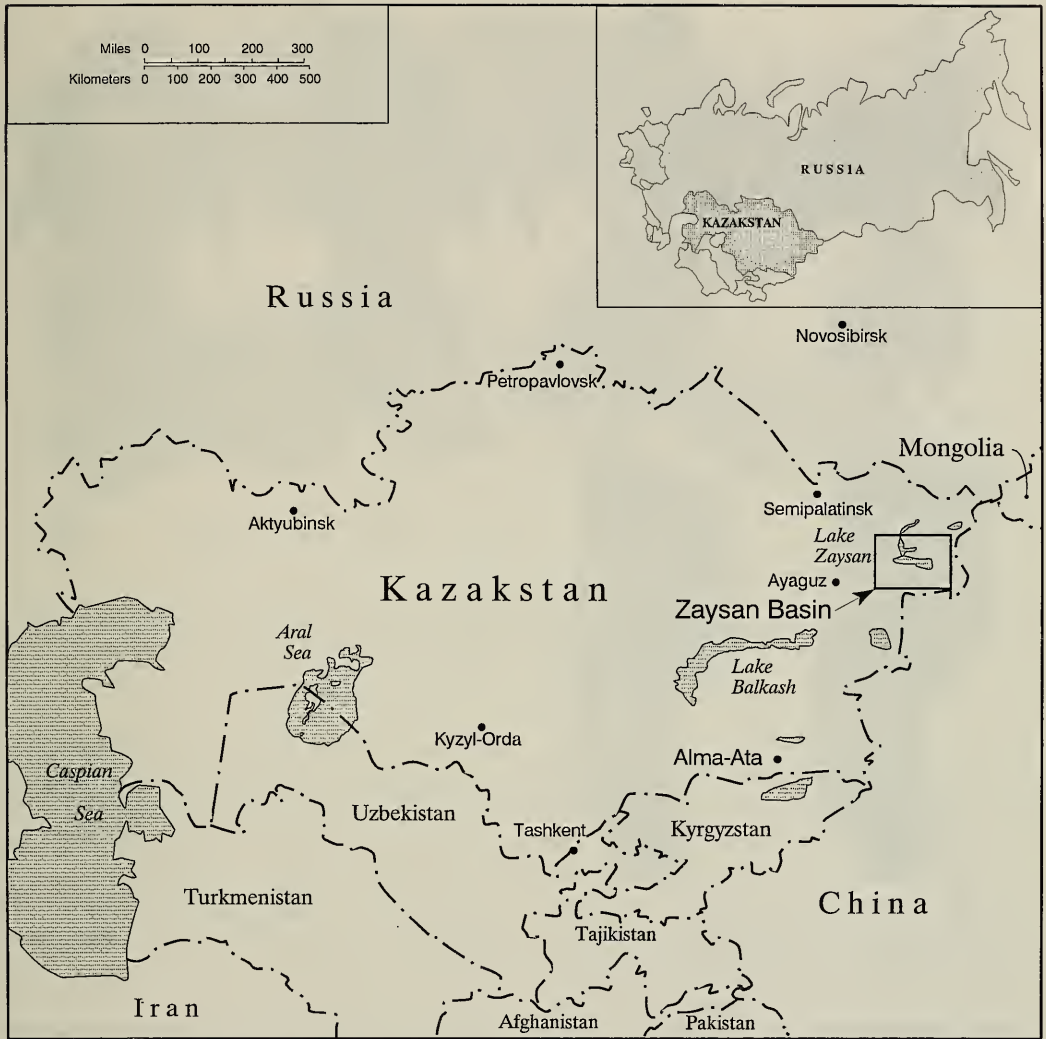 Miles 0 100 200 300
Kilometers 0 100 200 300 400 500
RUSSIA
KAZAKSTAN
Russia
Novosibirsk
Petropavlovsk
Mongolia
Semipalatinsk
Aktyubinsk
Lake
Zaysan
Ayaguz
Kazakstan
Zaysan Basin
Aral
Sea
Lake
Balkash
Kyzyl-Orda
Alma-Ata
Caspian
Sea
Uzbekistan
Tashkent
Kyrgyzstan
Turkmenistan
China
Tajikistan
Iran
Afghanistan
Pakistan